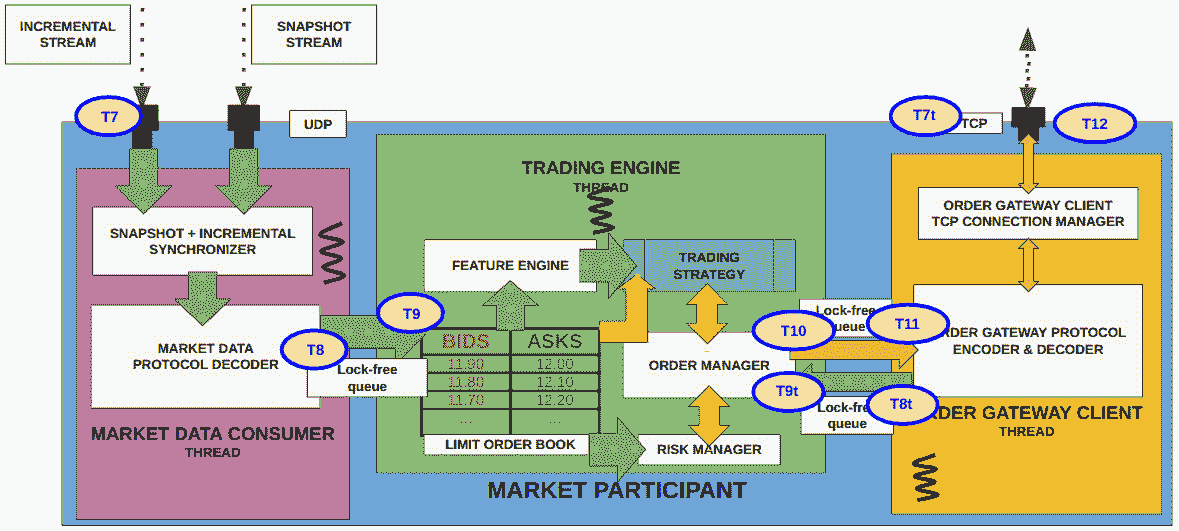 INCREMENTAL
STREAM
SNAPSHOT
STREAM
T7
UDP
T7t
TCP
T12
TRADING ENGINE
THREAD
ORDER GATEWAY CLIENT
TCP CONNECTION MANAGER
SNAPSHOT + INCREMENTAL
SYNCHRONIZER
FEATURE ENGINE
TRADING
STRATEGY
T9
T8
MARKET DATA
PROTOCOL DECODER
Lock-free
queue
BIDS
ASKS
11.90
12.00
11.80
12.10
11.70
12.20
...
...
LIMIT ORDER BOOK
ORDER MANAGER
RISK MANAGER
Lock-free
queue
T10
T11
RDER GATEWAY PROTOCOL
ENCODER & DECODER
T9t
T8t
Lock-free
queue
MARKET DATA CONSUMER
THREAD
RDER GATEWAY CLIENT
THREAD
MARKET PARTICIPANT